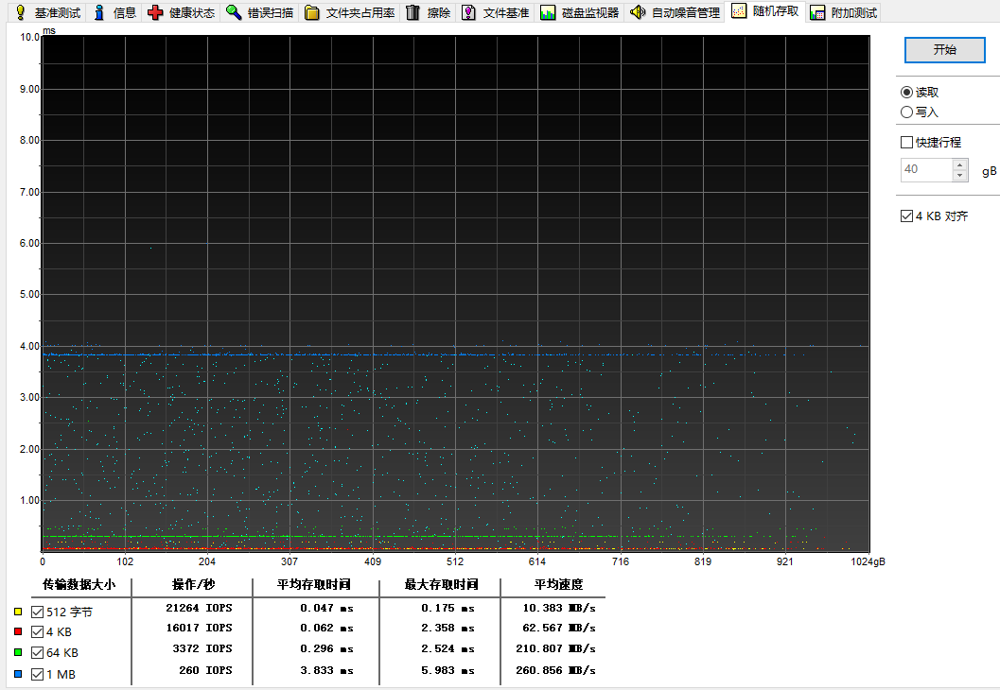 基准测试 信息 健康状态 错误扫描 文件夹占用率 擦除 文件基准 磁盘监视器 自动噪音管理 随机存取 附加测试
ms
10.0
9.00
8.00
7.00
6.00
5.00
4.00
3.00
2.00
1.00
0 102 204 307 409 512 614 716 819 921 1024gB
开始
读取
写入
快捷行程
40 gB
4 KB 对齐
传输数据大小 操作/秒 平均存取时间 最大存取时间 平均速度
512 字节 21264 IOPS 0.047 ms 0.175 ms 10.383 MB/s
4 KB 16017 IOPS 0.062 ms 2.358 ms 62.567 MB/s
64 KB 3372 IOPS 0.296 ms 2.524 ms 210.807 MB/s
1 MB 260 IOPS 3.833 ms 5.983 ms 260.856 MB/s